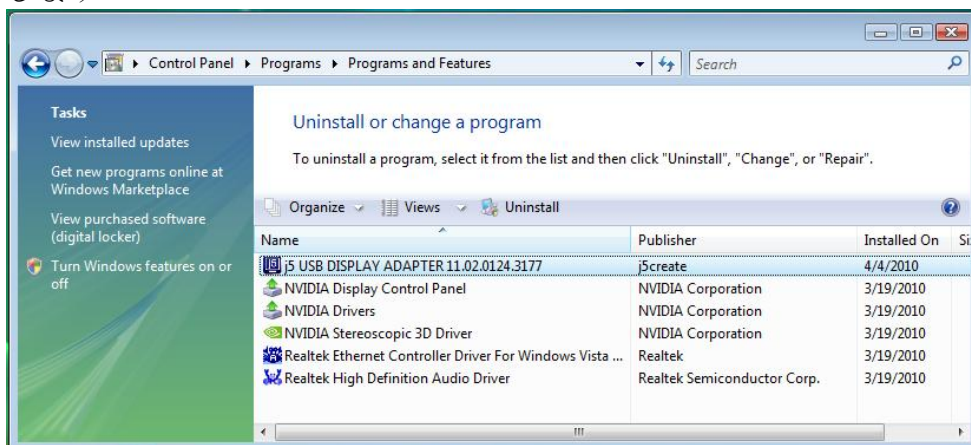 Control Panel ▸ Programs ▸ Programs and Features
Search
Tasks
View installed updates
Get new programs online at
Windows Marketplace
View purchased software
(digital locker)
Turn Windows features on or
off
Uninstall or change a program
To uninstall a program, select it from the list and then click "Uninstall", "Change", or "Repair".
Organize Views Uninstall
Name Publisher Installed On
j5 USB DISPLAY ADAPTER 11.02.0124.3177 j5create 4/4/2010
NVIDIA Display Control Panel NVIDIA Corporation 3/19/2010
NVIDIA Drivers NVIDIA Corporation 3/19/2010
NVIDIA Stereoscopic 3D Driver NVIDIA Corporation 3/19/2010
Realtek Ethernet Controller Driver For Windows Vista ... Realtek 3/19/2010
Realtek High Definition Audio Driver Realtek Semiconductor Corp. 3/19/2010